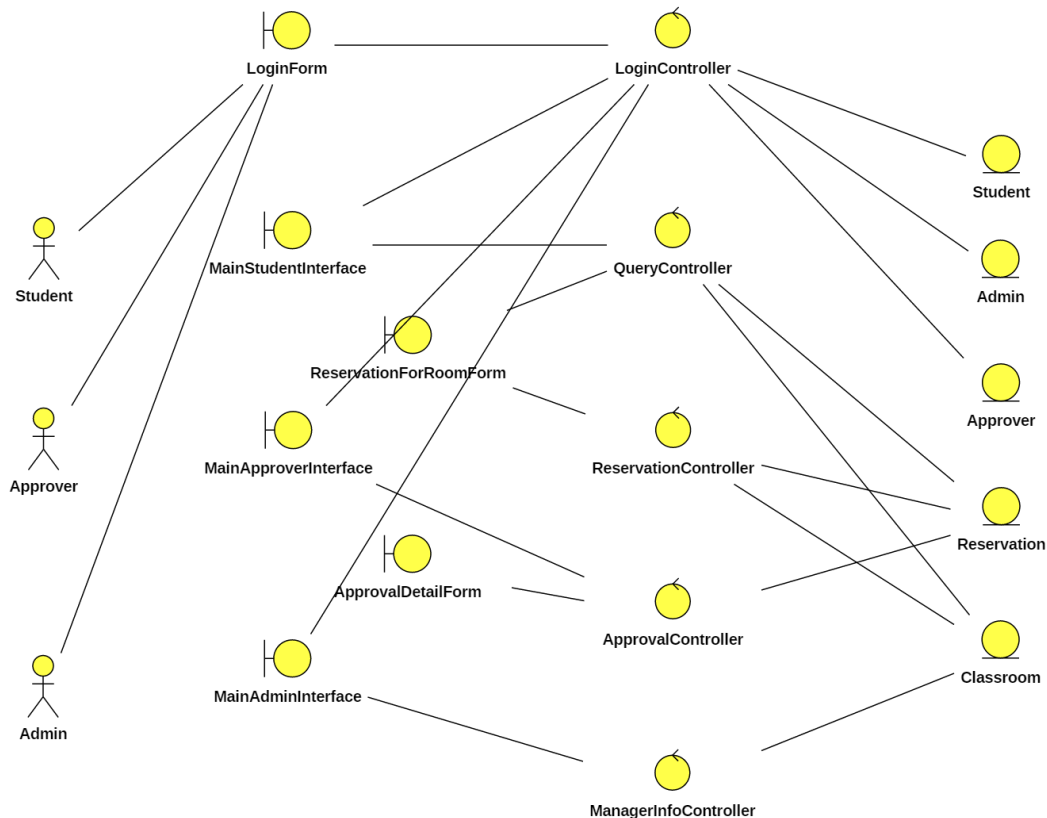 LoginForm
LoginController
Student
MainStudentInterface
QueryController
Student
Admin
ReservationForRoomForm
Approver
MainApproverInterface
ReservationController
Approver
Reservation
ApprovalDetailForm
ApprovalController
Classroom
MainAdminInterface
Admin
ManagerInfoController